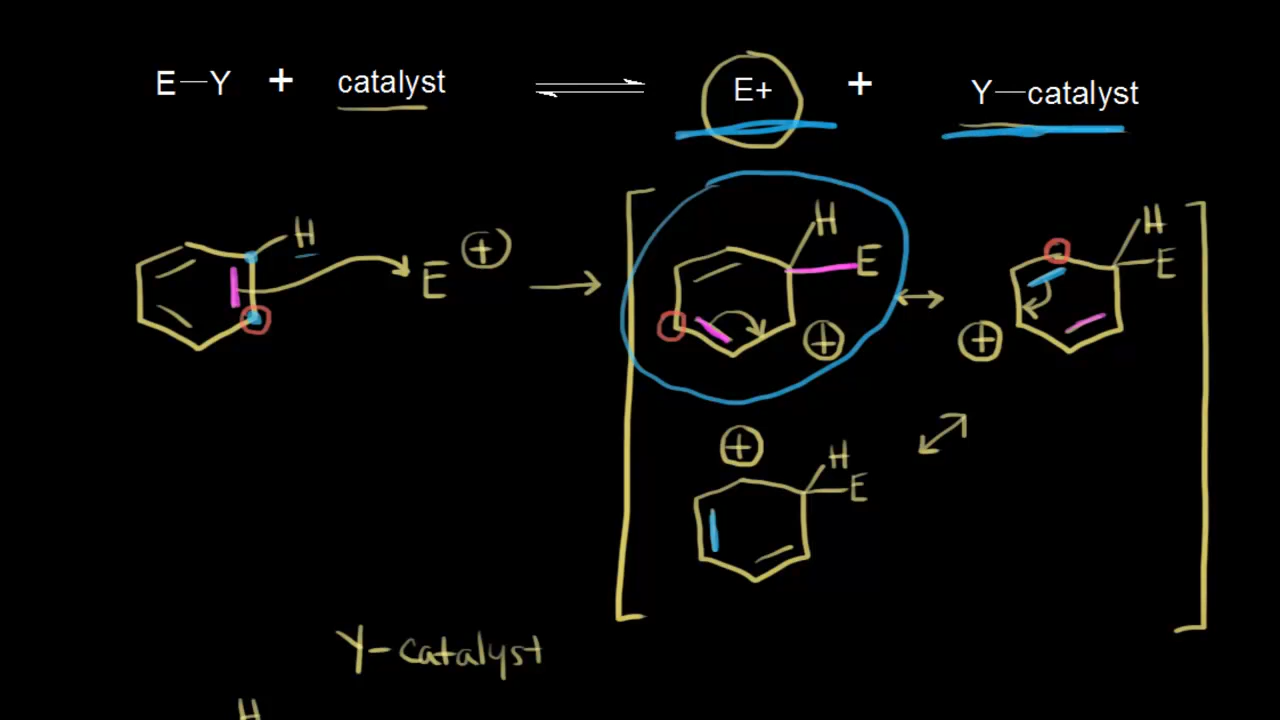 E—Y + catalyst ⇌ E+ + Y—catalyst
H
E +
H
E
+
H
E
+
+
H
E
Y-catalyst
H